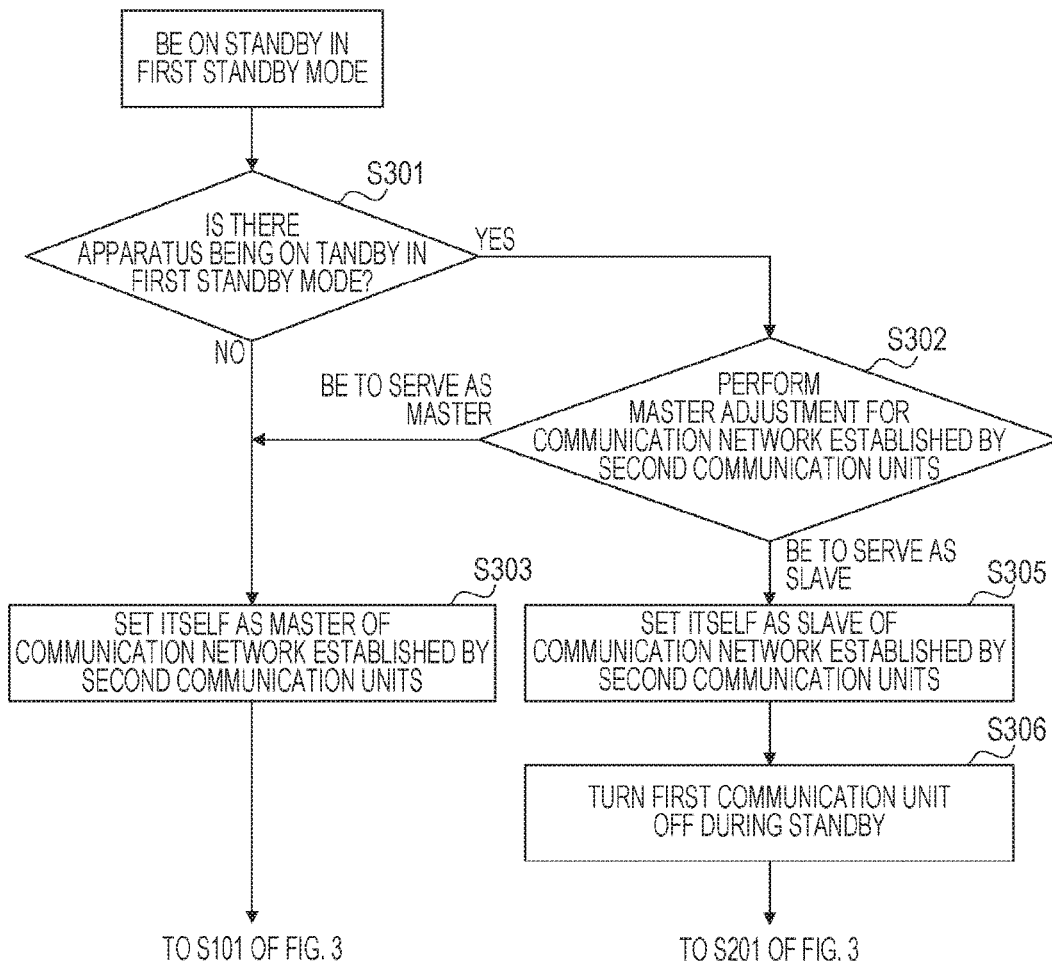 BE ON STANDBY IN
FIRST STANDBY MODE
S301
IS THERE
APPARATUS BEING ON TANDBY IN
FIRST STANDBY MODE?
YES
NO
S302
PERFORM
MASTER ADJUSTMENT FOR
COMMUNICATION NETWORK ESTABLISHED BY
SECOND COMMUNICATION UNITS
BE TO SERVE AS
MASTER
BE TO SERVE AS
SLAVE
S303
SET ITSELF AS MASTER OF
COMMUNICATION NETWORK ESTABLISHED BY
SECOND COMMUNICATION UNITS
S305
SET ITSELF AS SLAVE OF
COMMUNICATION NETWORK ESTABLISHED BY
SECOND COMMUNICATION UNITS
S306
TURN FIRST COMMUNICATION UNIT
OFF DURING STANDBY
TO S101 OF FIG. 3
TO S201 OF FIG. 3